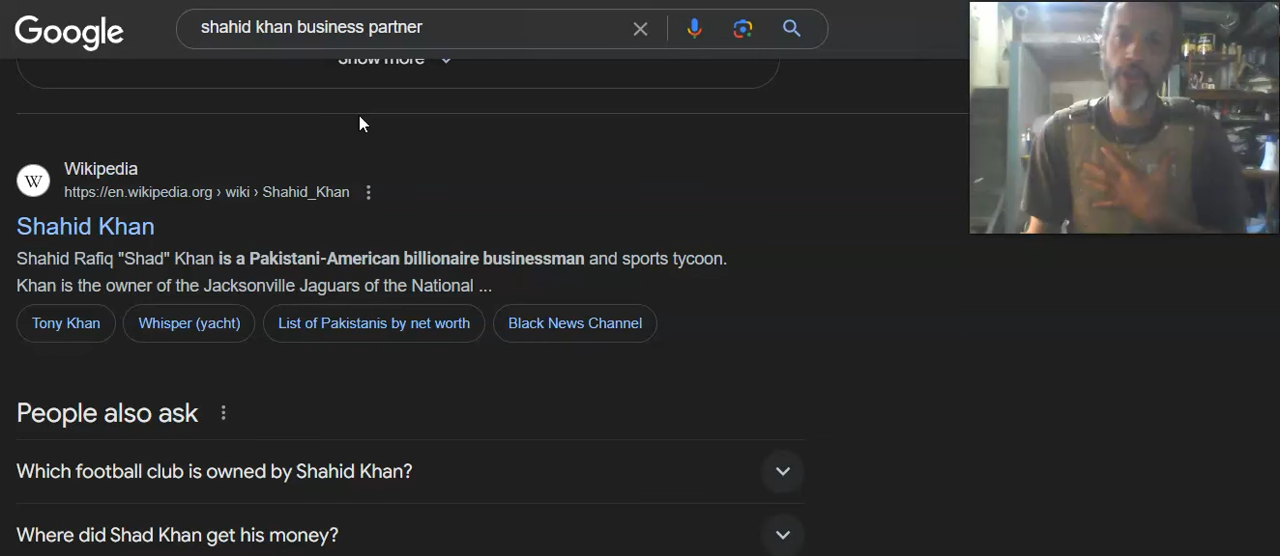 Google
shahid khan business partner
Show more
Wikipedia
https://en.wikipedia.org › wiki › Shahid_Khan
Shahid Khan
Shahid Rafiq "Shad" Khan is a Pakistani-American billionaire businessman and sports tycoon.
Khan is the owner of the Jacksonville Jaguars of the National ...
Tony Khan Whisper (yacht) List of Pakistanis by net worth Black News Channel
People also ask
Which football club is owned by Shahid Khan?
Where did Shad Khan get his money?